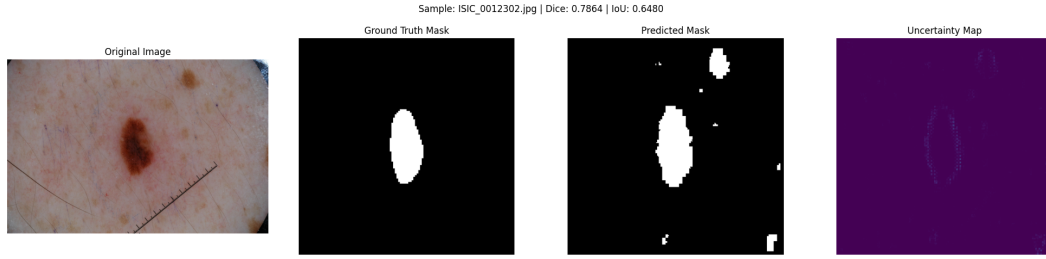 Sample: ISIC_0012302.jpg | Dice: 0.7864 | IoU: 0.6480
Original Image
Ground Truth Mask
Predicted Mask
Uncertainty Map